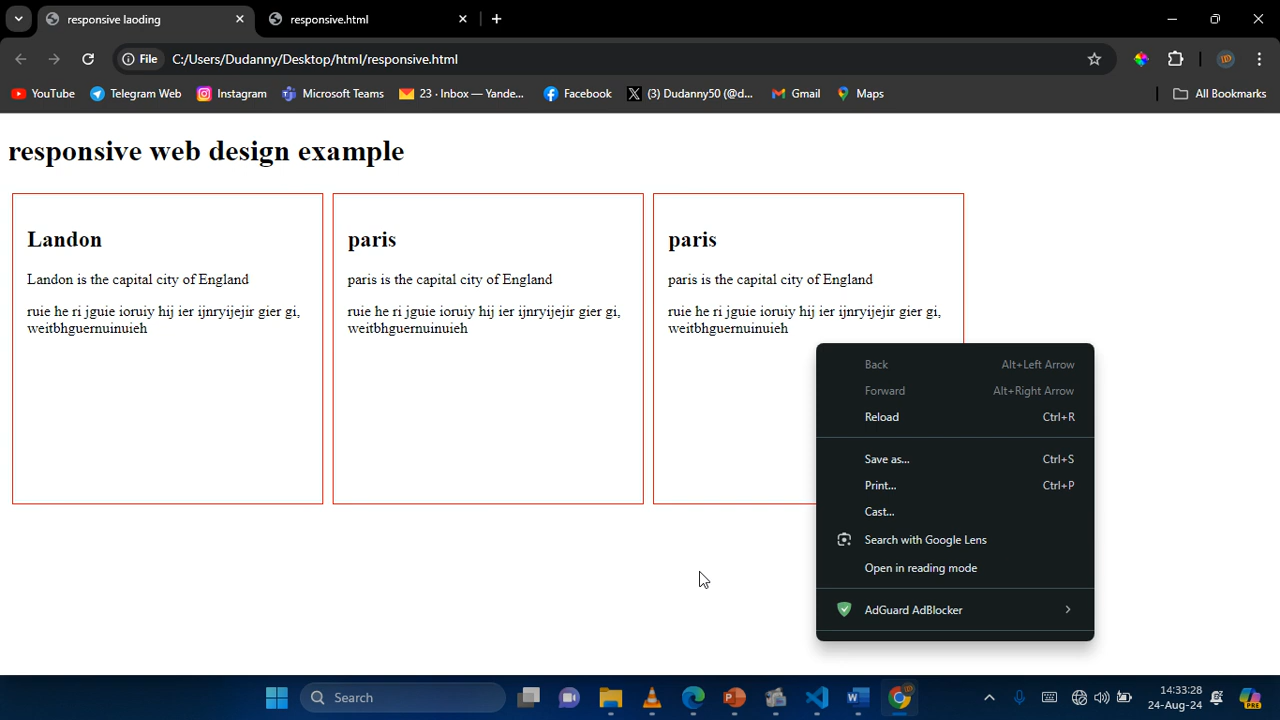 responsive laoding
responsive.html
File
C:/Users/Dudanny/Desktop/html/responsive.html
YouTube
Telegram Web
Instagram
Microsoft Teams
23 · Inbox — Yande...
Facebook
(3) Dudanny50 (@d...
Gmail
Maps
All Bookmarks
responsive web design example
Landon
Landon is the capital city of England
ruie he ri jguie ioruiy hij ier ijnryijejir gier gi,
weitbhguernuinuieh
paris
paris is the capital city of England
ruie he ri jguie ioruiy hij ier ijnryijejir gier gi,
weitbhguernuinuieh
paris
paris is the capital city of England
ruie he ri jguie ioruiy hij ier ijnryijejir gier gi,
weitbhguernuinuieh
Back Alt+Left Arrow
Forward Alt+Right Arrow
Reload Ctrl+R
Save as... Ctrl+S
Print... Ctrl+P
Cast...
Search with Google Lens
Open in reading mode
AdGuard AdBlocker
Search
14:33:28
24-Aug-24
PRE